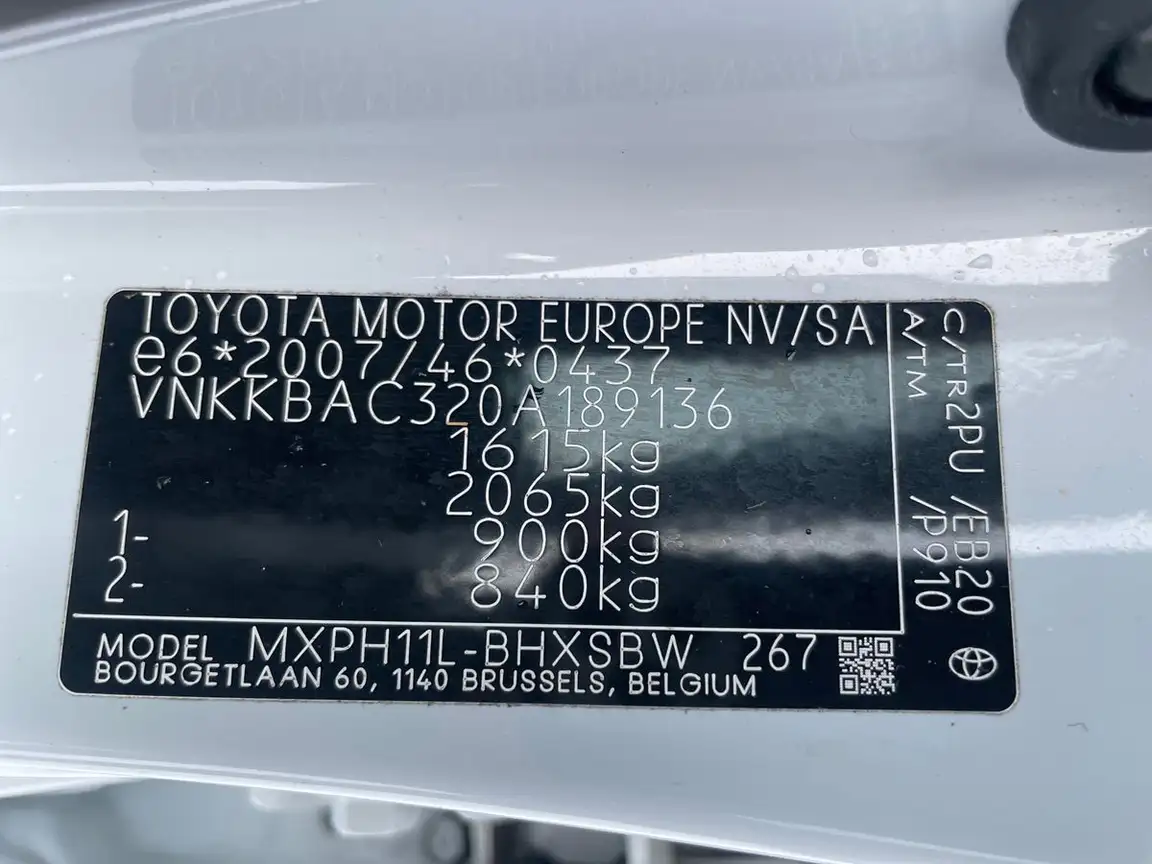 TOYOTA MOTOR EUROPE NV/SA
e6*2007/46*0437
VNKKBAC320A189136
1615kg
2065kg
1- 900kg
2- 840kg
MODEL MXPH11L-BHXSBW 267
BOURGETLAAN 60, 1140 BRUSSELS, BELGIUM
C/TR2PU /EB20
A/TM /P910